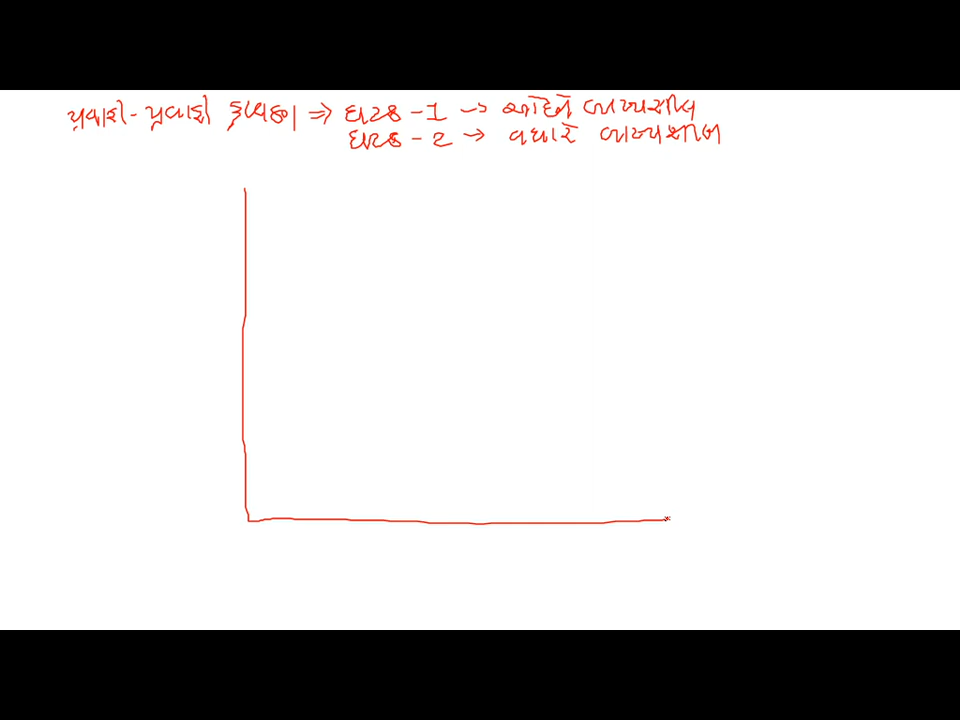 પ્રવાહી - પ્રવાહી દ્રાવણ ⇒ ઘટક - 1 → ઓછો બાષ્પશીલ
ઘટક - 2 → વધારે બાષ્પશીલ